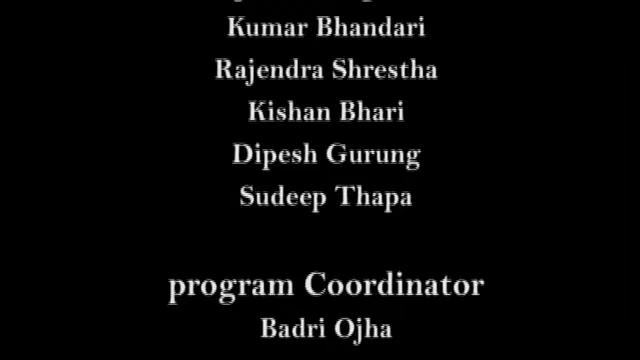 Kumar Bhandari
Rajendra Shrestha
Kishan Bhari
Dipesh Gurung
Sudeep Thapa
program Coordinator
Badri Ojha